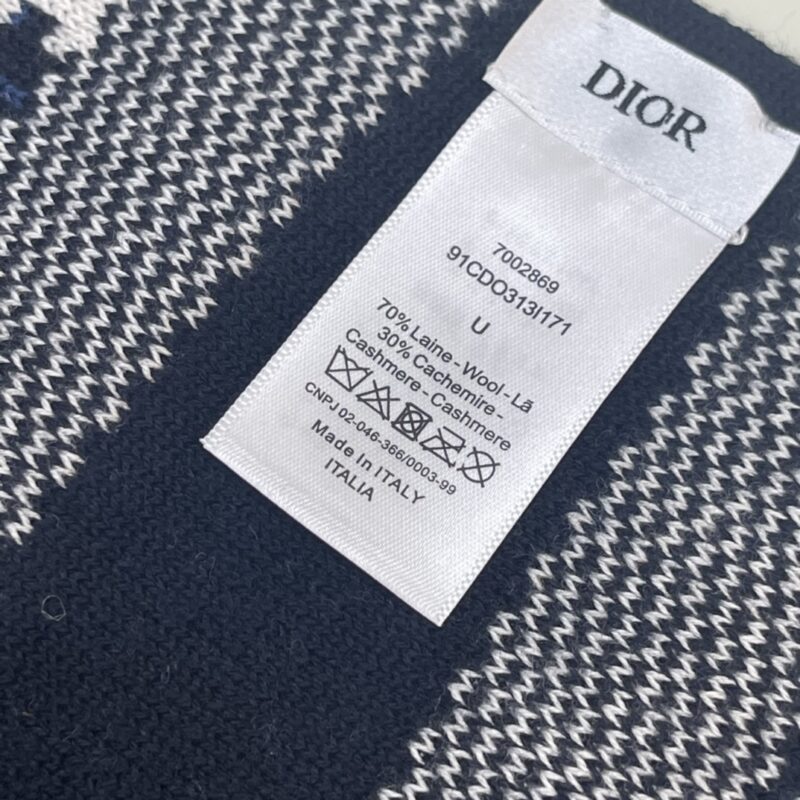 DIOR
7002869
91CDO313I171
U
70% Laine - Wool - Lã
30% Cachemire -
Cashmere - Cashmere
CNPJ 02-046-366/0003-99
Made In ITALY
ITALIA